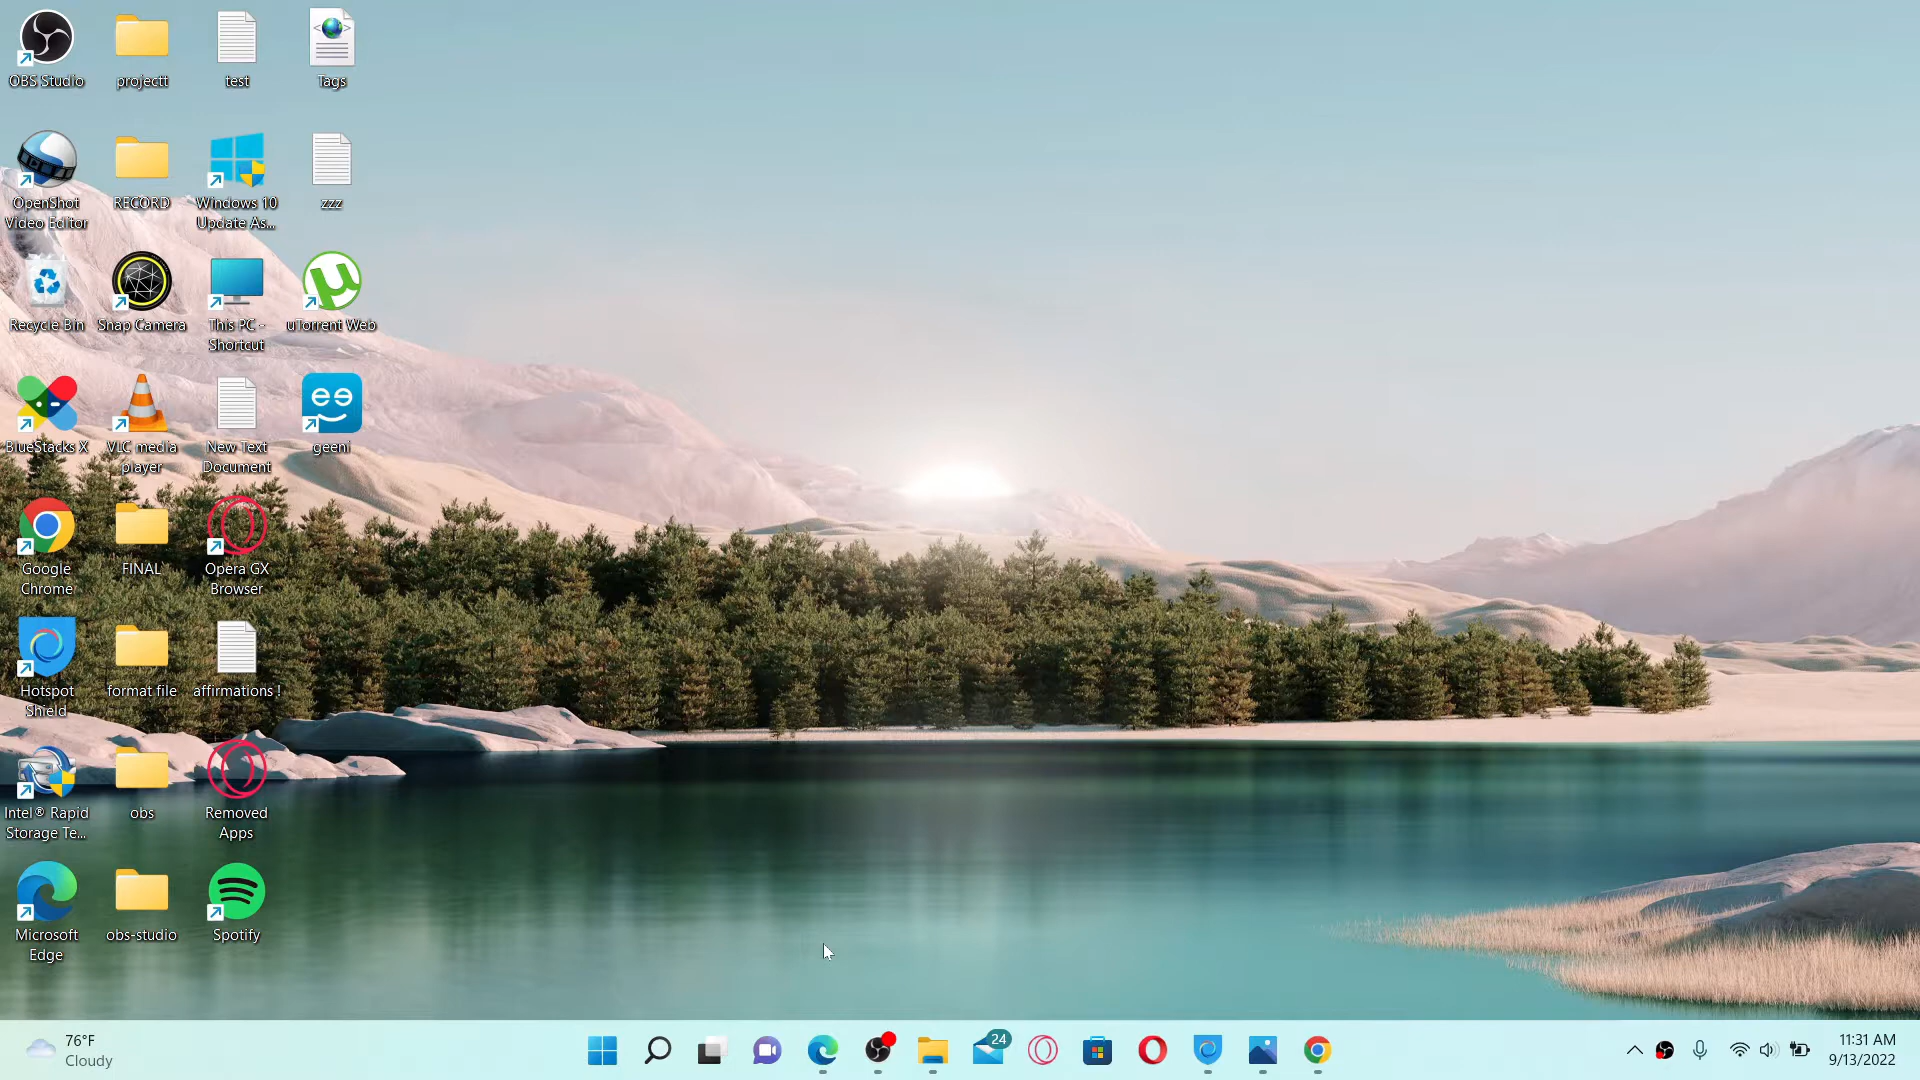 OBS Studio
projectt
test
Tags
OpenShot
Video Editor
RECORD
Windows 10
Update As...
zzz
Recycle Bin
Snap Camera
This PC -
Shortcut
uTorrent Web
BlueStacks X
VLC media
player
New Text
Document
geeni
Google
Chrome
FINAL
Opera GX
Browser
Hotspot
Shield
format file
affirmations !
Intel® Rapid
Storage Te...
obs
Removed
Apps
Microsoft
Edge
obs-studio
Spotify
76°F
Cloudy
24
11:31 AM
9/13/2022